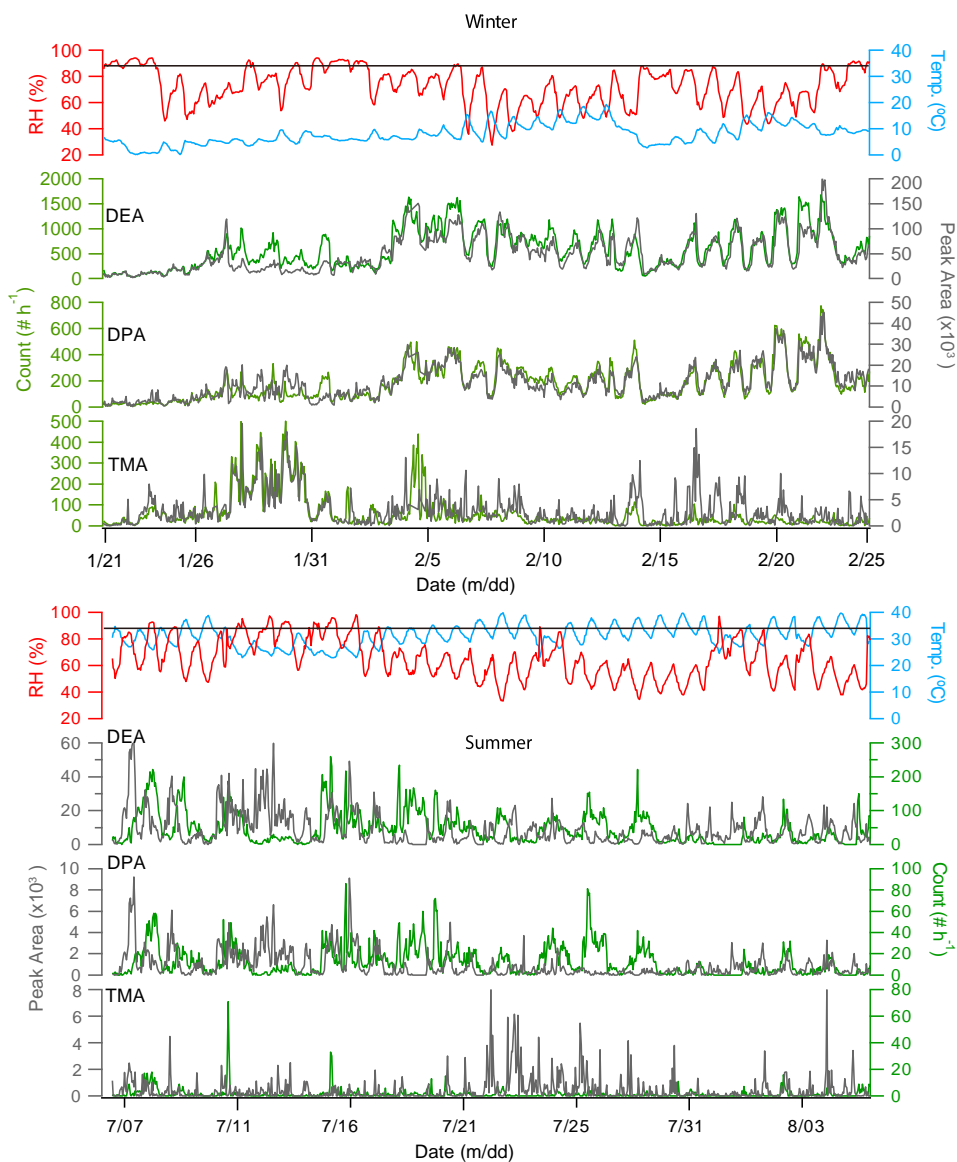 Winter
100 40
80 30
60 20
40 10
20 0
RH (%)
Temp. (ºC)
DEA
2000 200
1500 150
1000 100
500 50
0 0
DPA
800 50
600 40
400 30
200 20
0 10
0
Count (# h⁻¹)
Peak Area (x10³)
TMA
500 20
400 15
300 10
200 5
100 0
0
1/21 1/26 1/31 2/5 2/10 2/15 2/20 2/25
Date (m/dd)
100 40
80 30
60 20
40 10
20 0
RH (%)
Temp. (ºC)
DEA
Summer
60 300
40 200
20 100
0 0
DPA
10 100
8 80
6 60
4 40
2 20
0 0
Peak Area (x10³)
Count (# h⁻¹)
TMA
8 80
6 60
4 40
2 20
0 0
7/07 7/11 7/16 7/21 7/25 7/31 8/03
Date (m/dd)